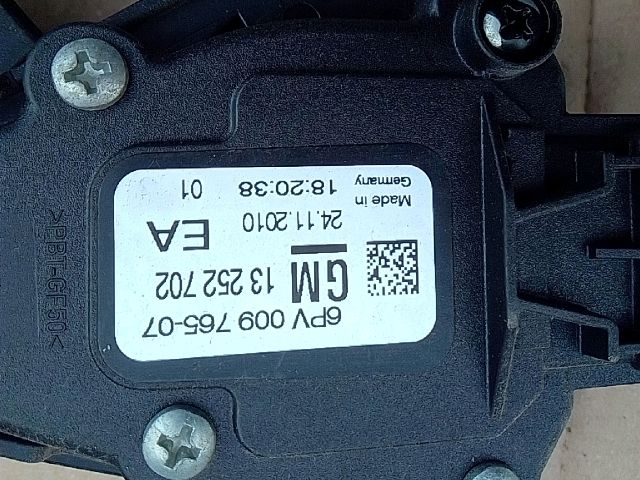 6PV 009 765-07
GM 13 252 702
24.11.2010 EA
Made in
Germany
18:20:38 01
>PBT-GF30<